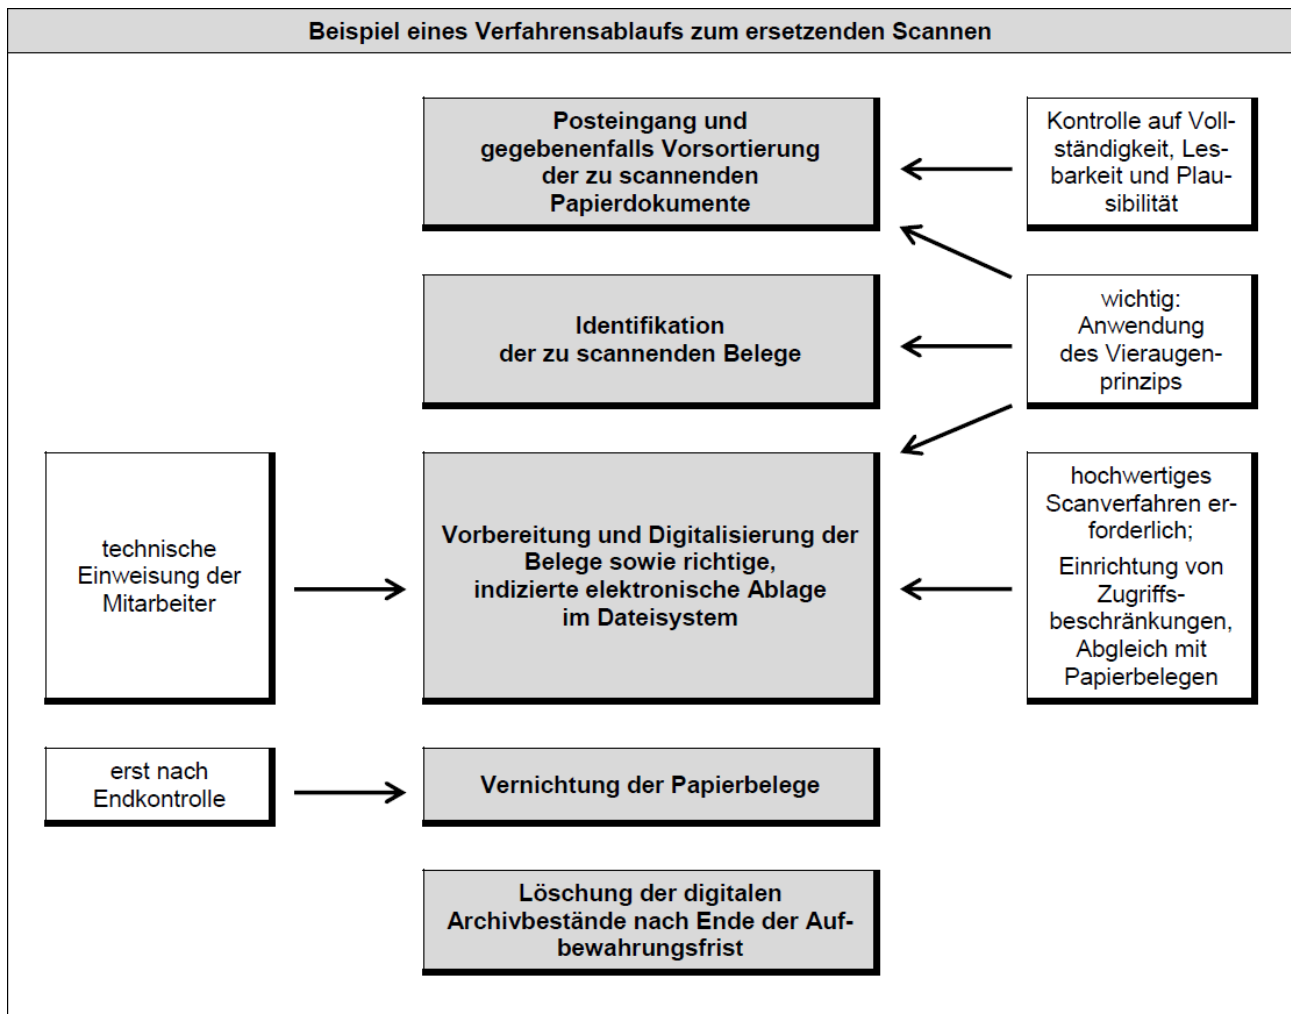 Beispiel eines Verfahrensablaufs zum ersetzenden Scannen
Posteingang und
gegebenenfalls Vorsortierung
der zu scannenden
Papierdokumente
Kontrolle auf Voll-
ständigkeit, Les-
barkeit und Plau-
sibilität
Identifikation
der zu scannenden Belege
wichtig:
Anwendung
des Vieraugen-
prinzips
technische
Einweisung der
Mitarbeiter
Vorbereitung und Digitalisierung der
Belege sowie richtige,
indizierte elektronische Ablage
im Dateisystem
hochwertiges
Scanverfahren er-
forderlich;
Einrichtung von
Zugriffs-
beschränkungen,
Abgleich mit
Papierbelegen
erst nach
Endkontrolle
Vernichtung der Papierbelege
Löschung der digitalen
Archivbestände nach Ende der Auf-
bewahrungsfrist